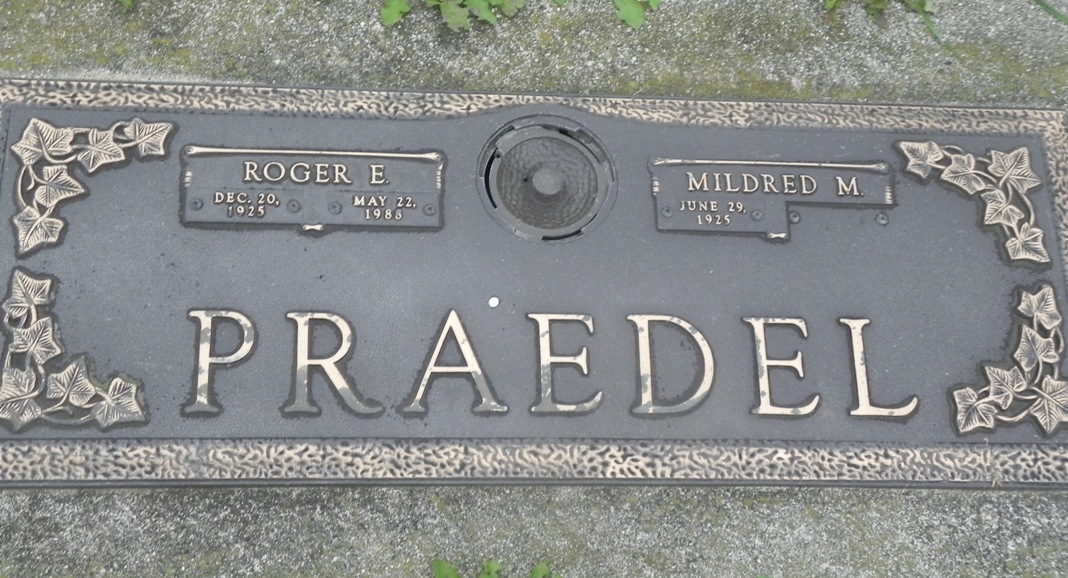 ROGER E.
DEC. 20, 1925
MAY 22, 1988
MILDRED M.
JUNE 29, 1925
PRAEDEL